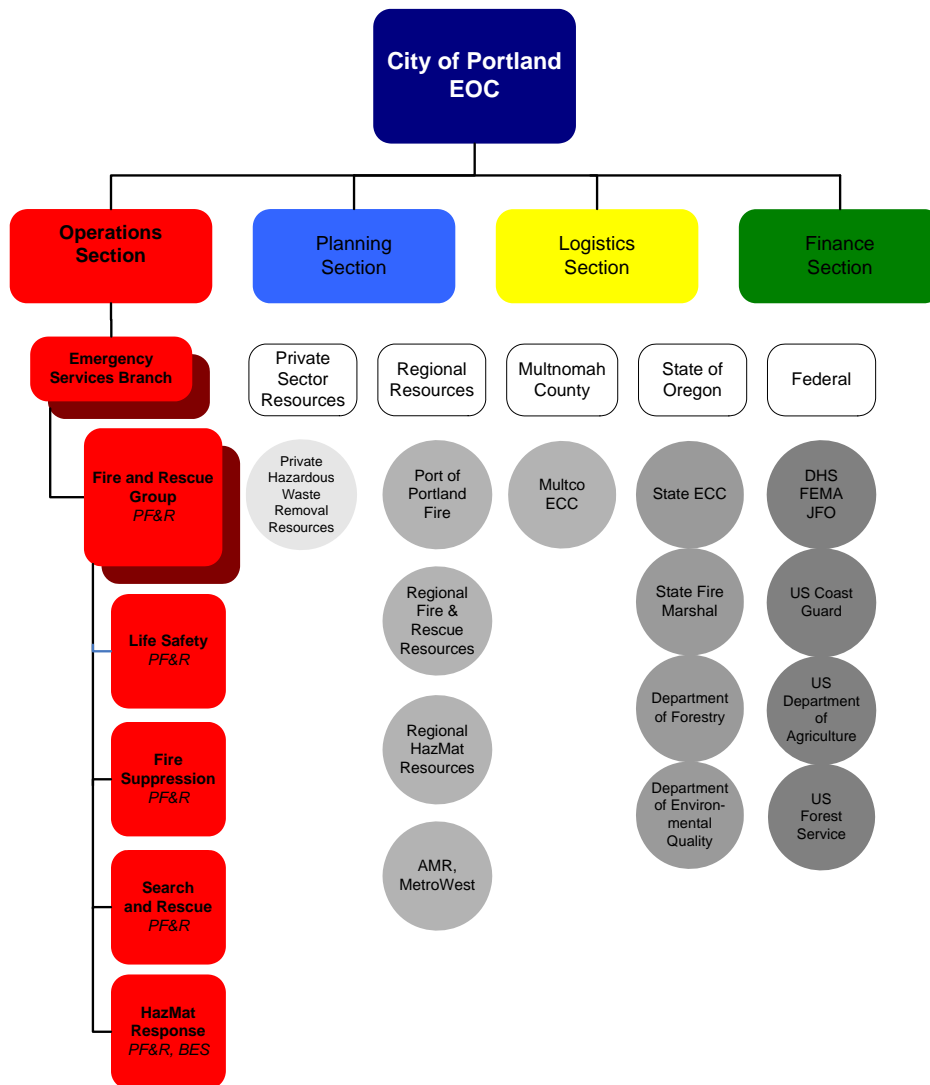 City of Portland
EOC
Operations
Section
Planning
Section
Logistics
Section
Finance
Section
Emergency
Services Branch
Private
Sector
Resources
Regional
Resources
Multnomah
County
State of
Oregon
Federal
Fire and Rescue
Group
PF&R
Private
Hazardous
Waste
Removal
Resources
Port of
Portland
Fire
Multco
ECC
State ECC
DHS
FEMA
JFO
Life Safety
PF&R
Regional
Fire &
Rescue
Resources
State Fire
Marshal
US Coast
Guard
Fire
Suppression
PF&R
Regional
HazMat
Resources
Department
of Forestry
US
Department
of
Agriculture
Search
and Rescue
PF&R
AMR,
MetroWest
Department
of Environ-
mental
Quality
US
Forest
Service
HazMat
Response
PF&R, BES